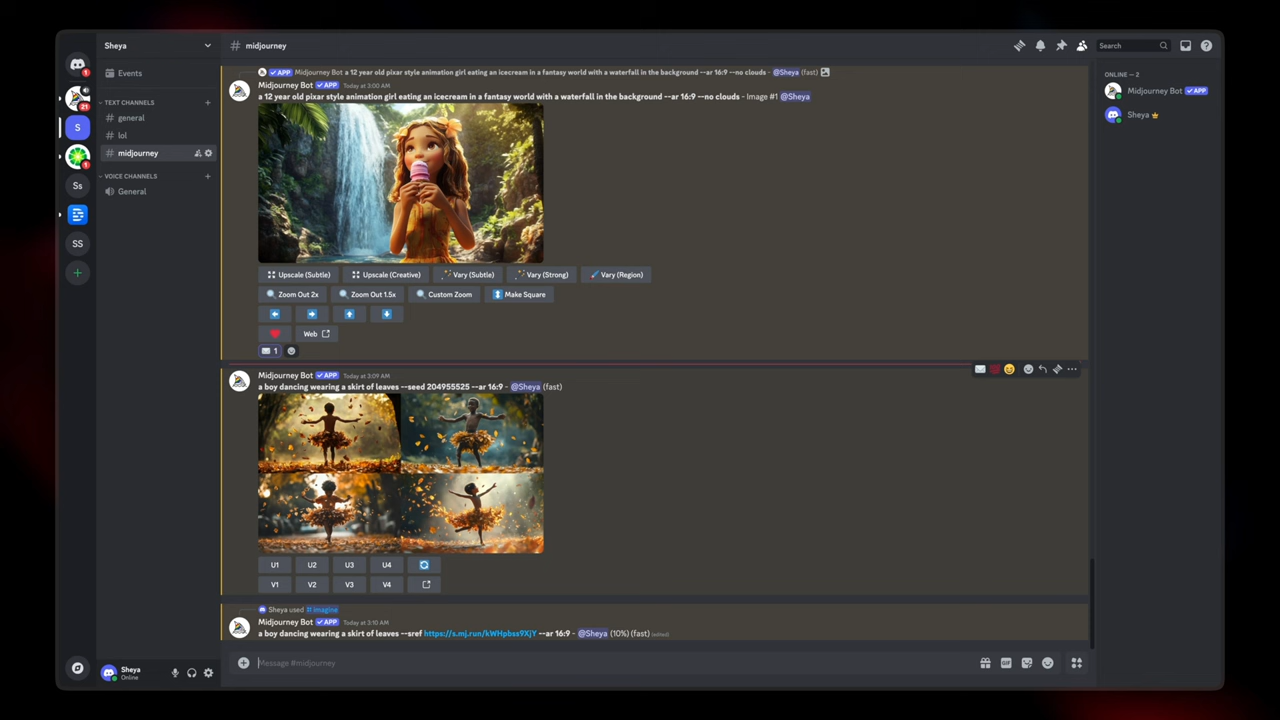 Sheya
# midjourney
Search
Events
TEXT CHANNELS
# general
# lol
# midjourney
VOICE CHANNELS
General
1
21
S
1
Ss
SS
APP Midjourney Bot a 12 year old pixar style animation girl eating an icecream in a fantasy world with a waterfall in the background --ar 16:9 --no clouds - @Sheya (fast)
Midjourney Bot APP Today at 3:00 AM
a 12 year old pixar style animation girl eating an icecream in a fantasy world with a waterfall in the background --ar 16:9 --no clouds - Image #1 @Sheya
Upscale (Subtle) Upscale (Creative) Vary (Subtle) Vary (Strong) Vary (Region)
Zoom Out 2x Zoom Out 1.5x Custom Zoom Make Square
Web
1
Midjourney Bot APP Today at 3:09 AM
a boy dancing wearing a skirt of leaves --seed 204955525 --ar 16:9 - @Sheya (fast)
U1 U2 U3 U4
V1 V2 V3 V4
Sheya used imagine
Midjourney Bot APP Today at 3:10 AM
a boy dancing wearing a skirt of leaves --sref https://s.mj.run/kWHpbss9XjY --ar 16:9 - @Sheya (10%) (fast) (edited)
Message #midjourney
GIF
Sheya
Online
ONLINE — 2
Midjourney Bot APP
Sheya